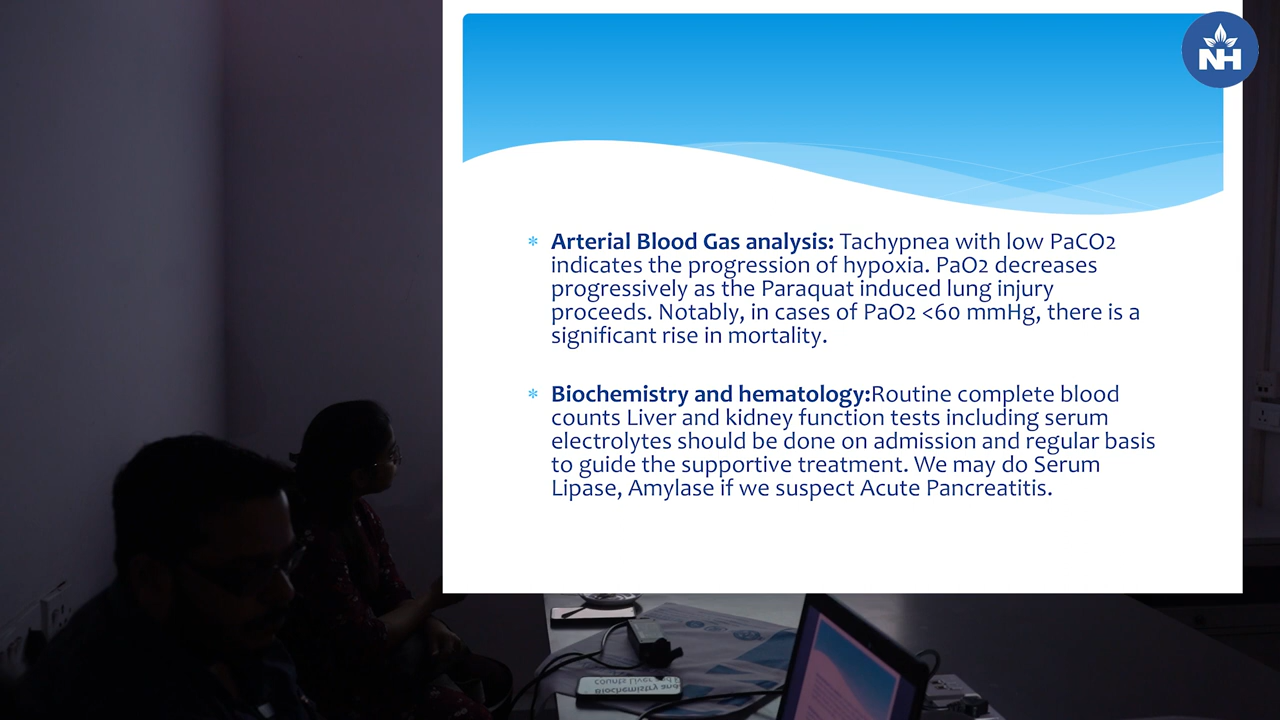 NH
* Arterial Blood Gas analysis: Tachypnea with low PaCO2
indicates the progression of hypoxia. PaO2 decreases
progressively as the Paraquat induced lung injury
proceeds. Notably, in cases of PaO2 <60 mmHg, there is a
significant rise in mortality.
* Biochemistry and hematology:Routine complete blood
counts Liver and kidney function tests including serum
electrolytes should be done on admission and regular basis
to guide the supportive treatment. We may do Serum
Lipase, Amylase if we suspect Acute Pancreatitis.
counts Liver
Biochemistry and